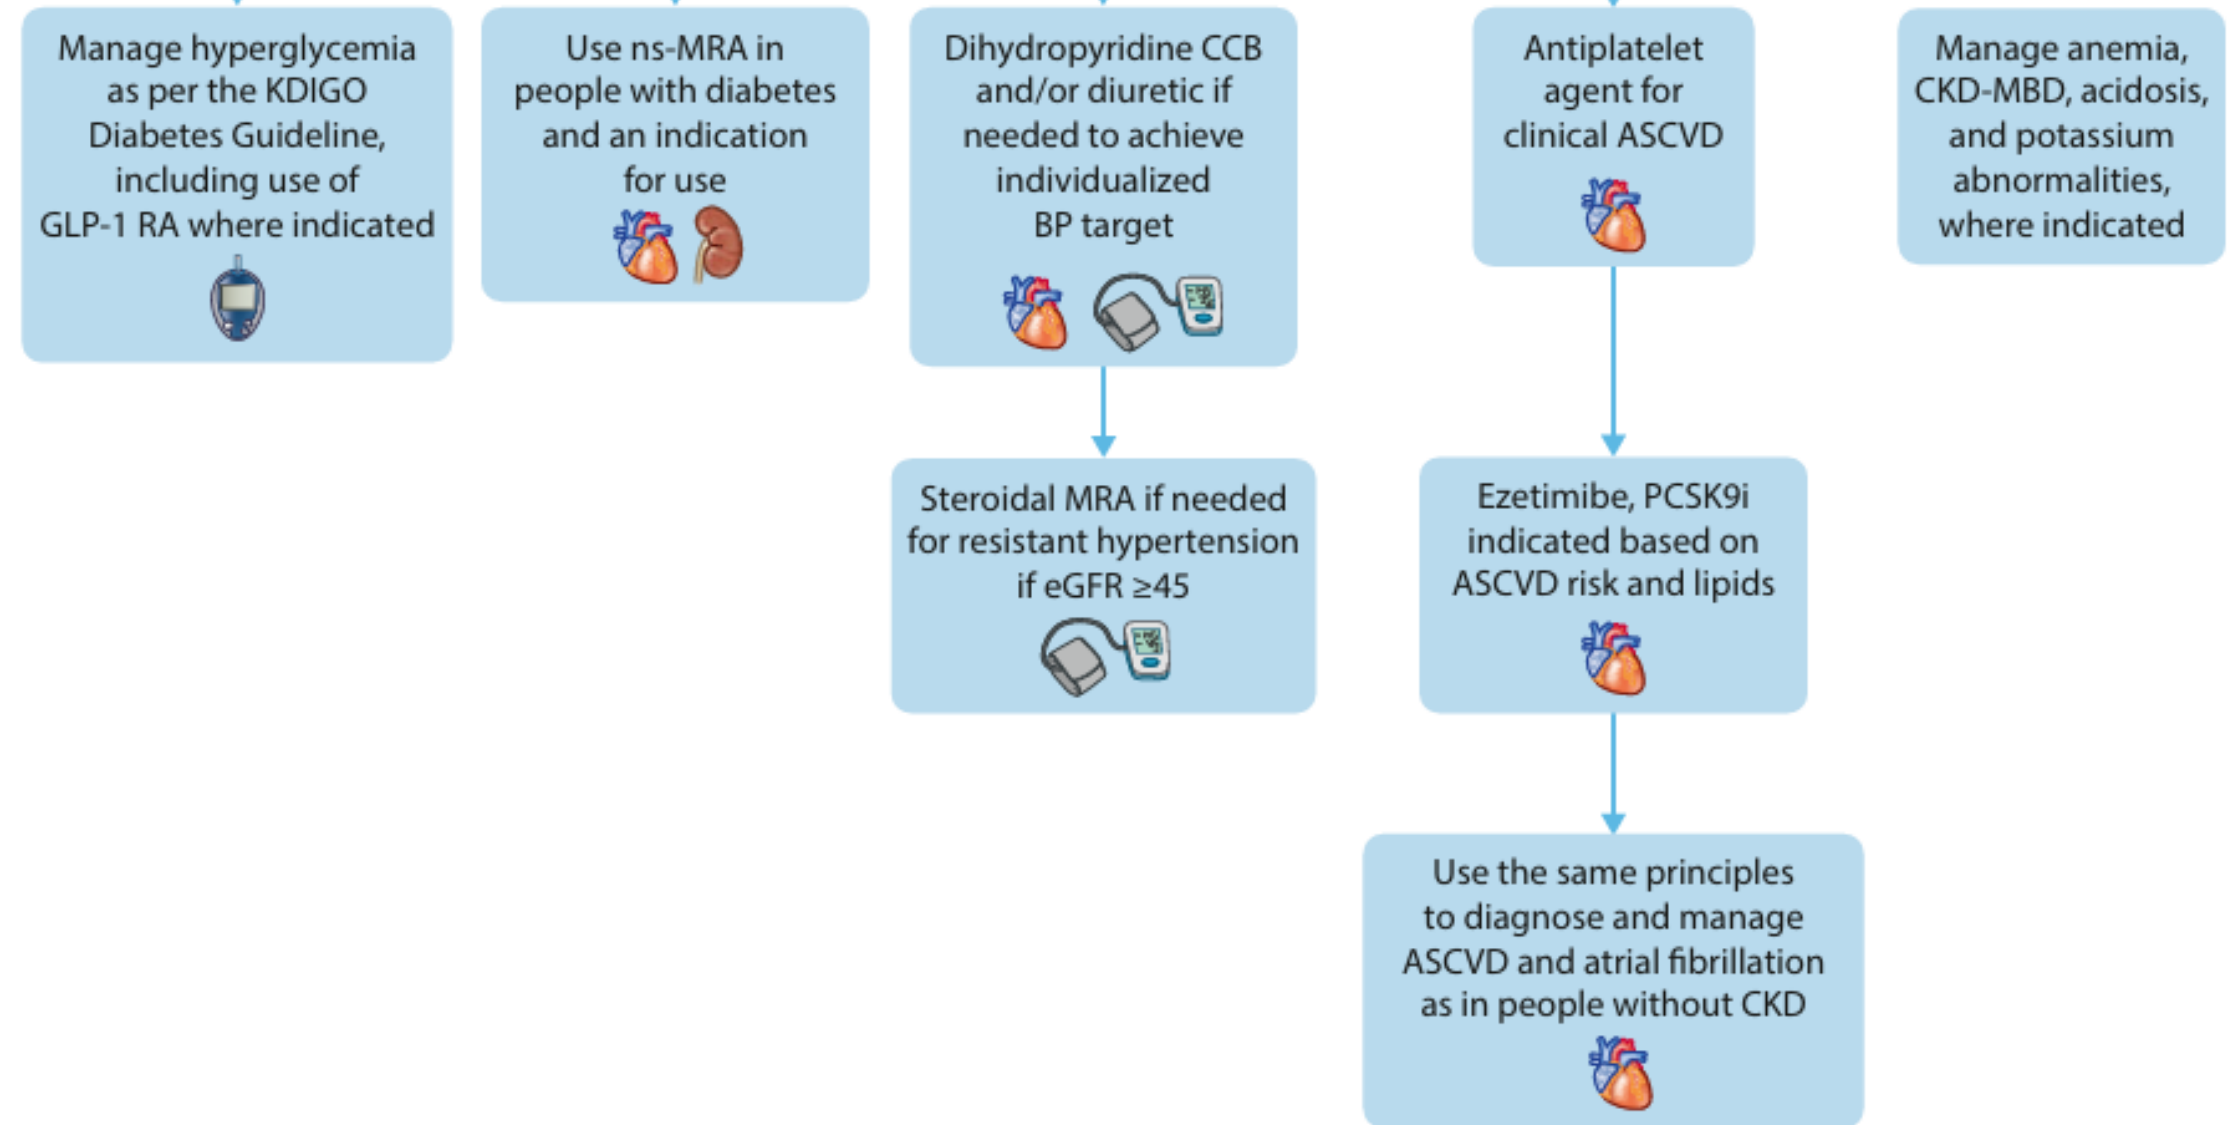 Manage hyperglycemia
as per the KDIGO
Diabetes Guideline,
including use of
GLP-1 RA where indicated
Use ns-MRA in
people with diabetes
and an indication
for use
Dihydropyridine CCB
and/or diuretic if
needed to achieve
individualized
BP target
Antiplatelet
agent for
clinical ASCVD
Manage anemia,
CKD-MBD, acidosis,
and potassium
abnormalities,
where indicated
Steroidal MRA if needed
for resistant hypertension
if eGFR ≥45
Ezetimibe, PCSK9i
indicated based on
ASCVD risk and lipids
Use the same principles
to diagnose and manage
ASCVD and atrial fibrillation
as in people without CKD